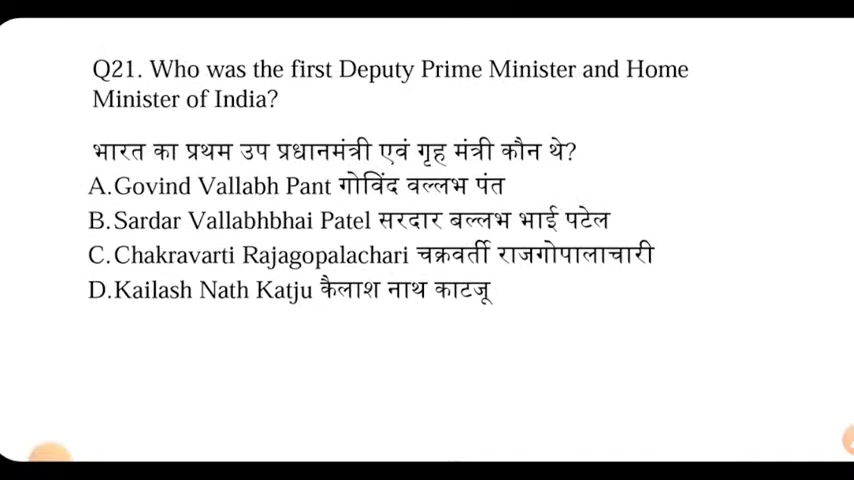 Q21. Who was the first Deputy Prime Minister and Home
Minister of India?
भारत का प्रथम उप प्रधानमंत्री एवं गृह मंत्री कौन थे?
A.Govind Vallabh Pant गोविंद वल्लभ पंत
B.Sardar Vallabhbhai Patel सरदार बल्लभ भाई पटेल
C.Chakravarti Rajagopalachari चक्रवर्ती राजगोपालाचारी
D.Kailash Nath Katju कैलाश नाथ काटजू